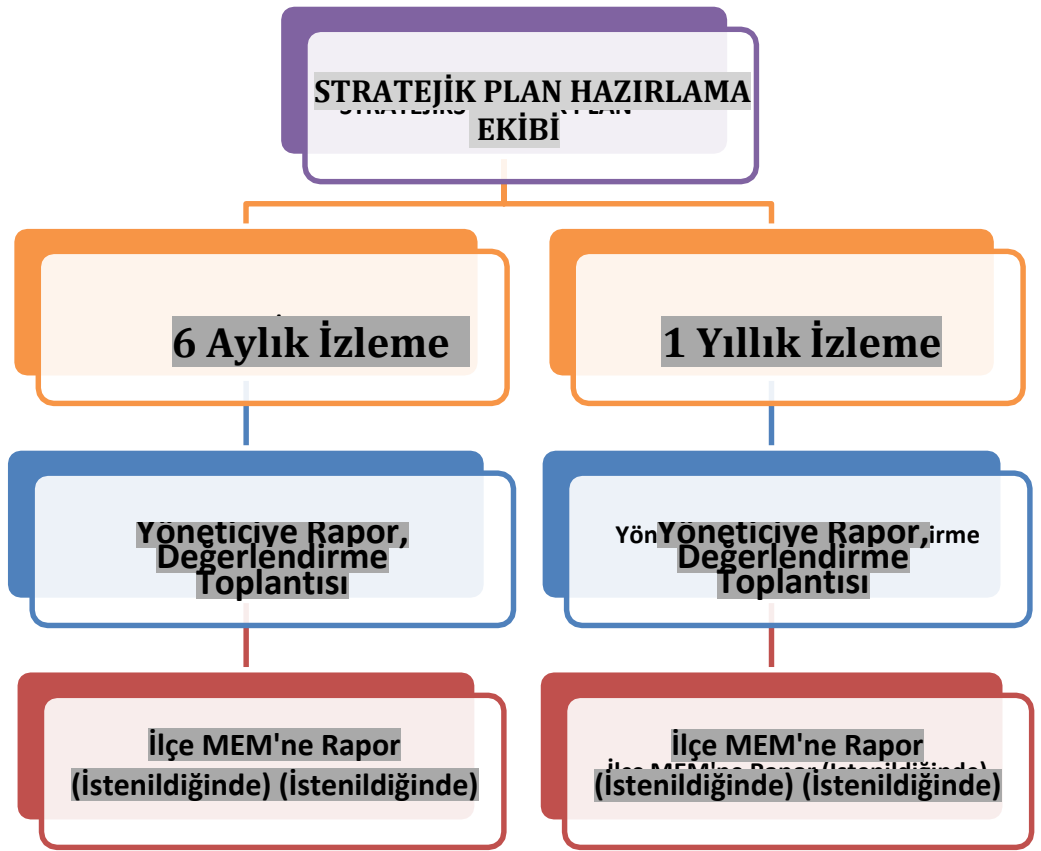 STRATEJİK PLAN HAZIRLAMA
EKİBİ
6 Aylık İzleme
1 Yıllık İzleme
Yöneticiye Rapor,
Değerlendirme
Toplantısı
Yöneticiye Rapor,
Değerlendirme
Toplantısı
İlçe MEM'ne Rapor
(İstenildiğinde) (İstenildiğinde)
İlçe MEM'ne Rapor
(İstenildiğinde) (İstenildiğinde)